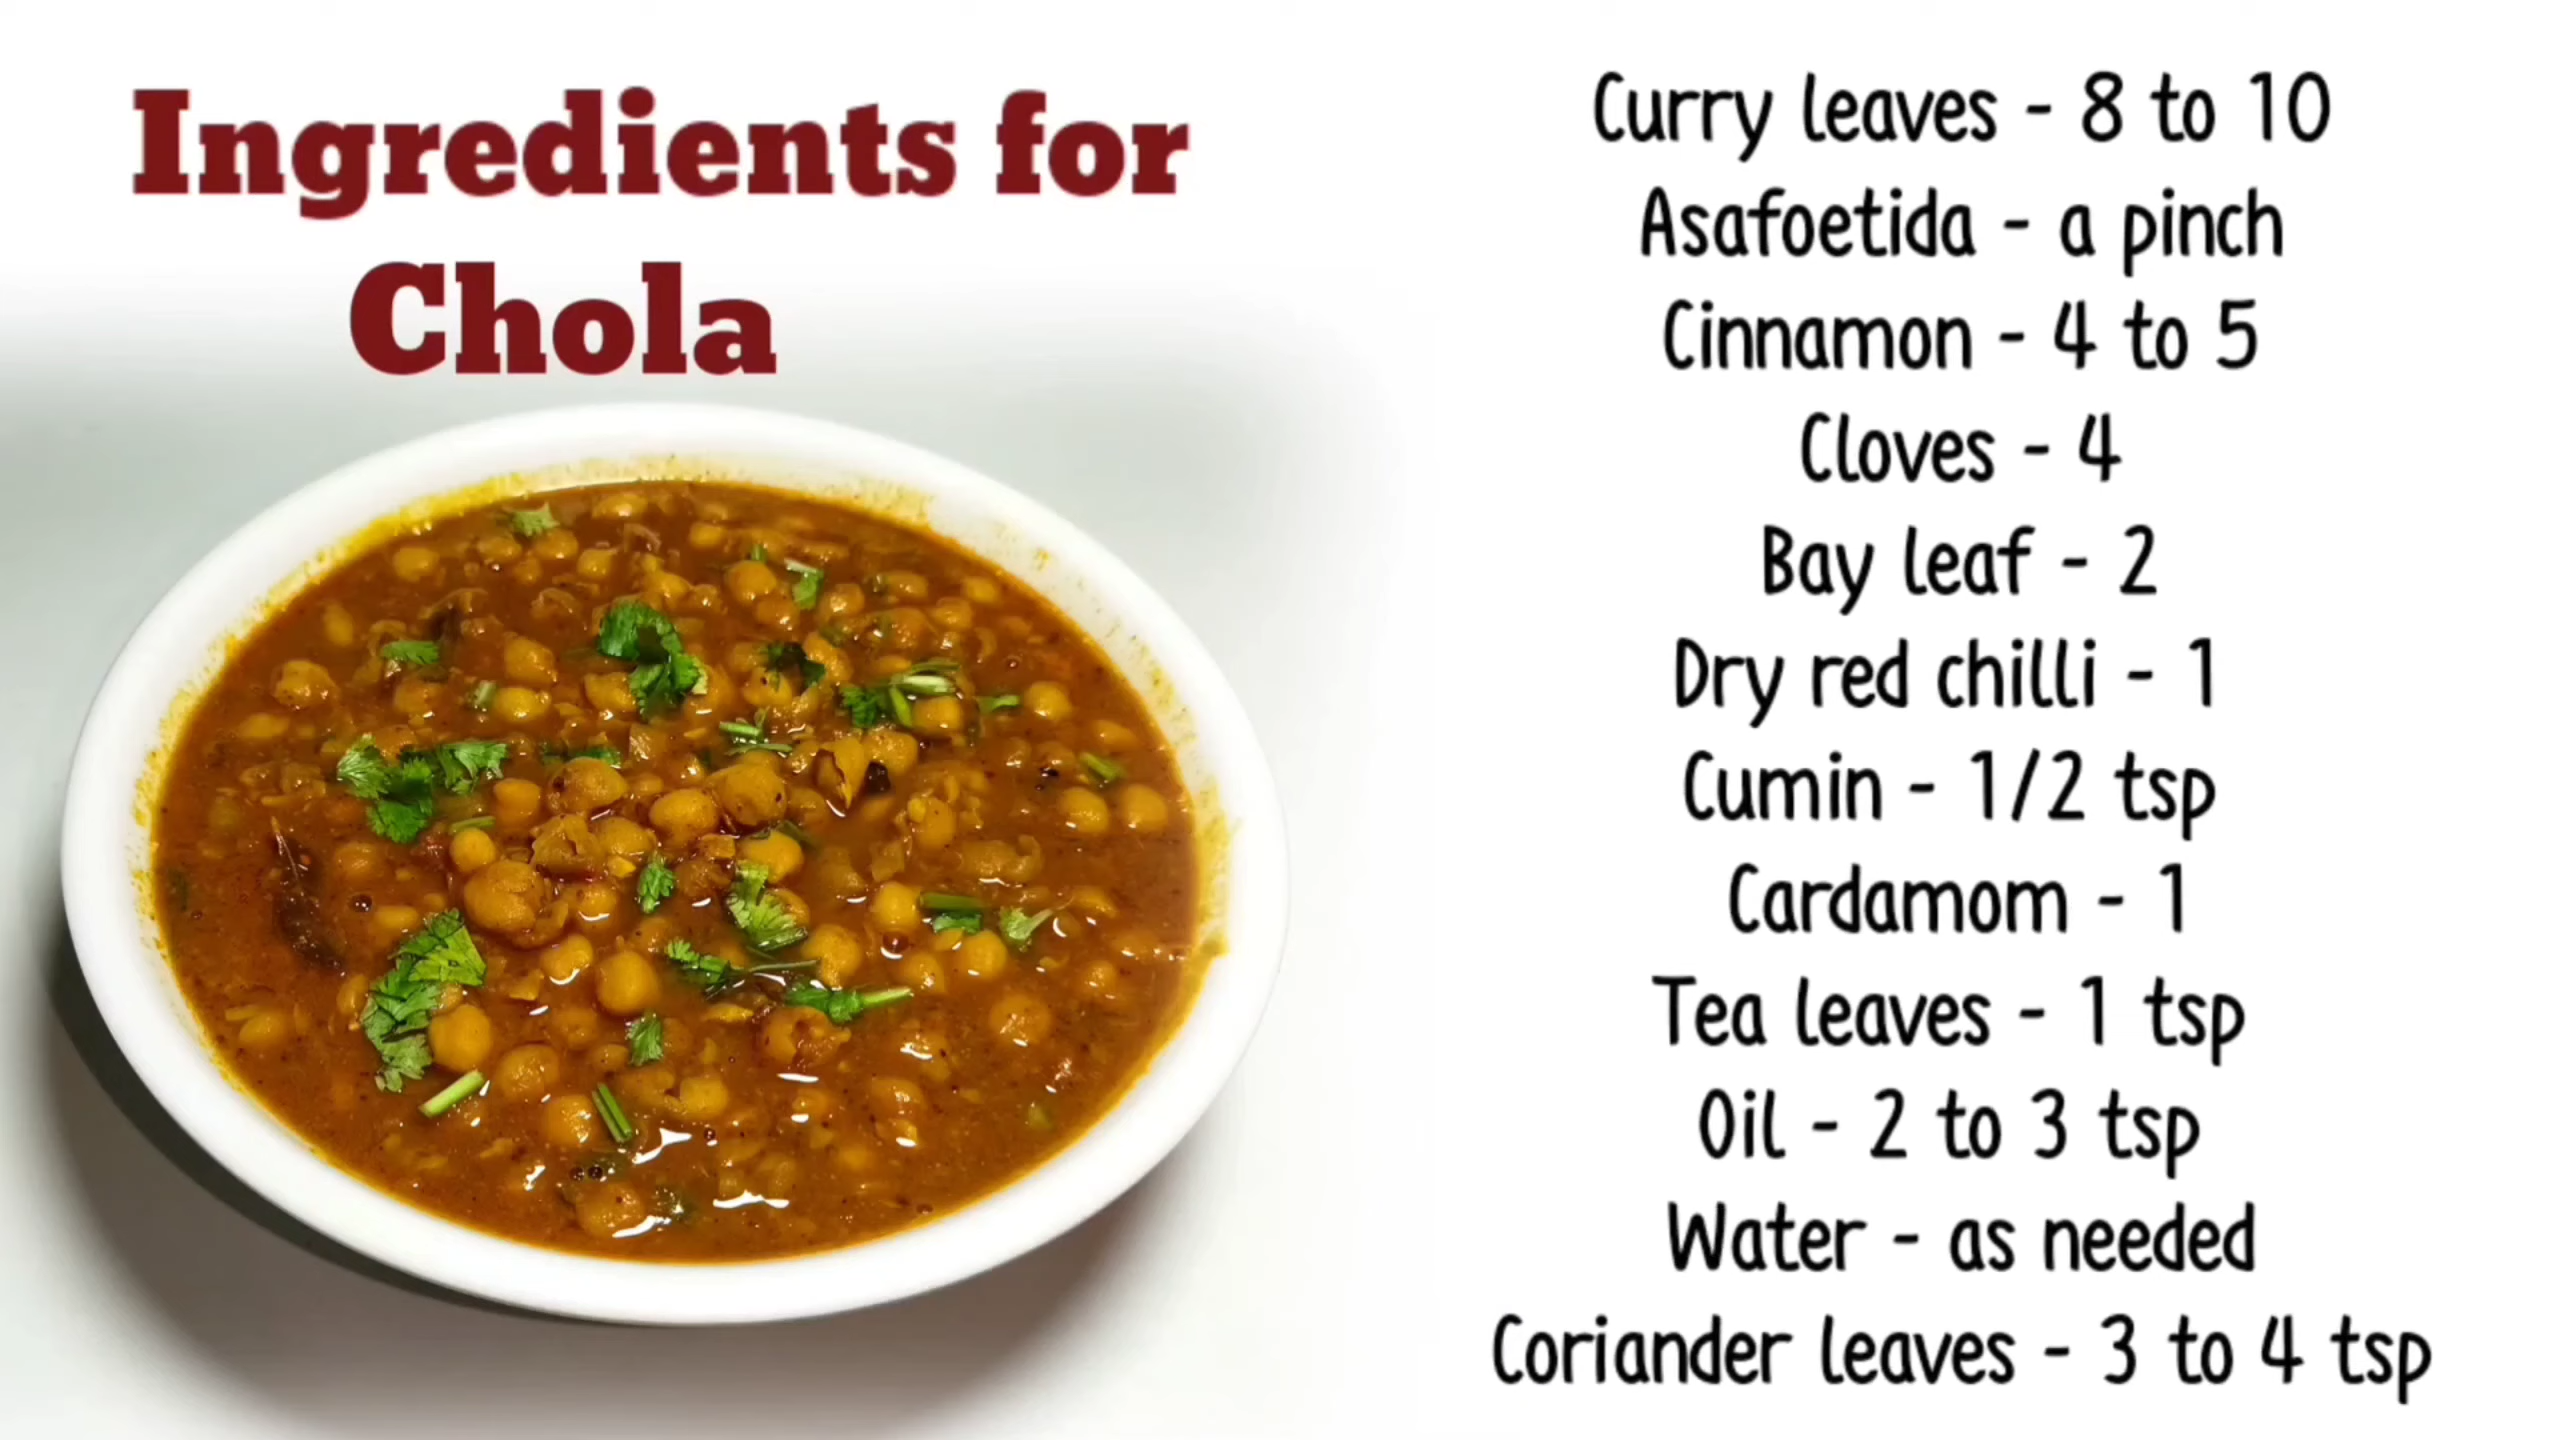 Ingredients for
Chola
Curry leaves - 8 to 10
Asafoetida - a pinch
Cinnamon - 4 to 5
Cloves - 4
Bay leaf - 2
Dry red chilli - 1
Cumin - 1/2 tsp
Cardamom - 1
Tea leaves - 1 tsp
Oil - 2 to 3 tsp
Water - as needed
Coriander leaves - 3 to 4 tsp